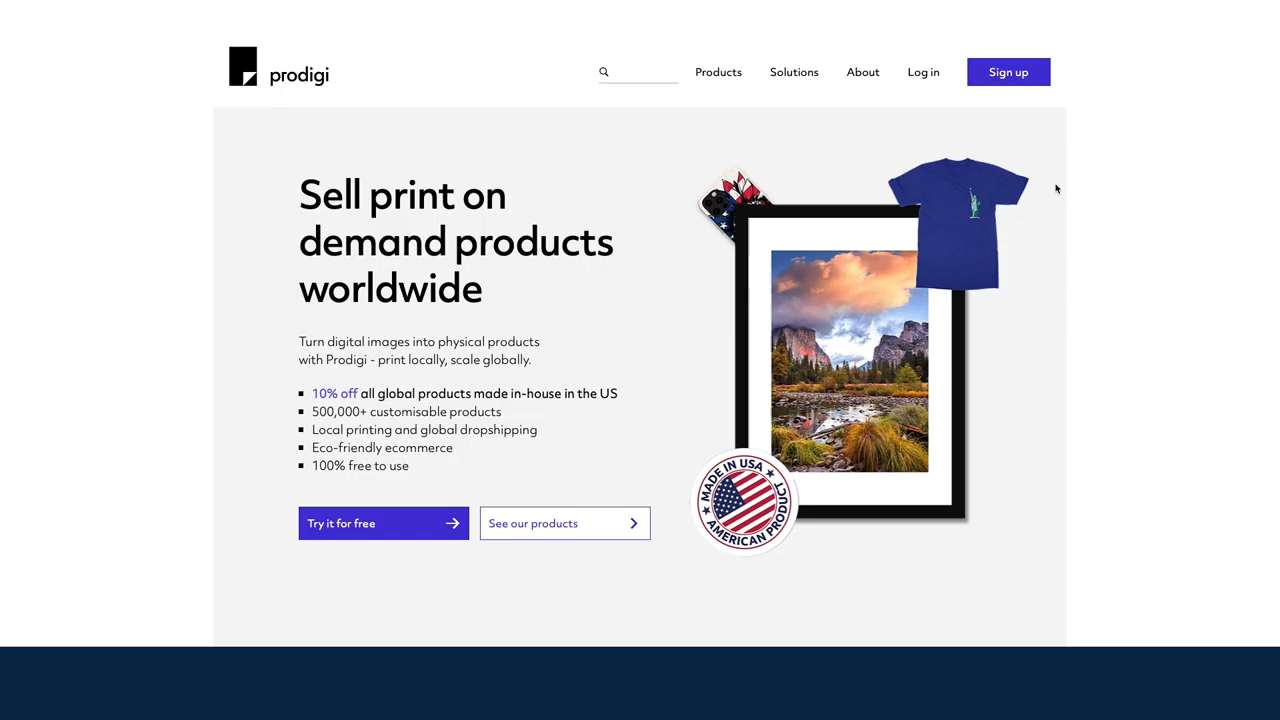 prodigi
Products
Solutions
About
Log in
Sign up
Sell print on
demand products
worldwide
Turn digital images into physical products
with Prodigi - print locally, scale globally.
10% off all global products made in-house in the US
500,000+ customisable products
Local printing and global dropshipping
Eco-friendly ecommerce
100% free to use
Try it for free
See our products
MADE IN USA
AMERICAN PRODUCT